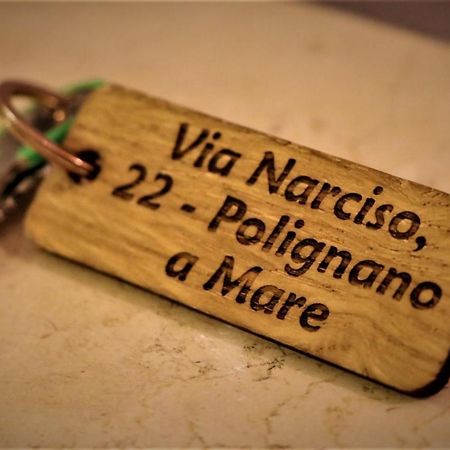 Via Narciso,
22 - Polignano
a Mare